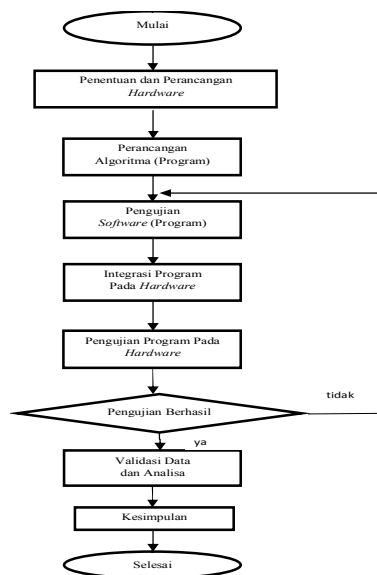 Mulai
Penentuan dan Perancangan
Hardware
Perancangan
Algoritma (Program)
Pengujian
Software (Program)
Integrasi Program
Pada Hardware
Pengujian Program Pada
Hardware
Pengujian Berhasil
tidak
ya
Validasi Data
dan Analisa
Kesimpulan
Selesai